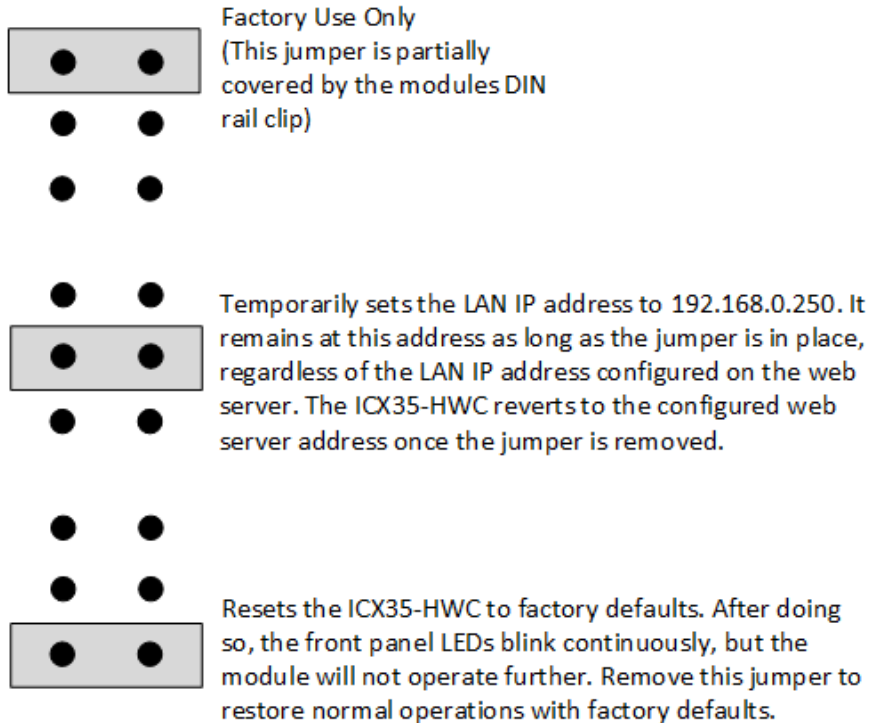 Factory Use Only
(This jumper is partially
covered by the modules DIN
rail clip)
Temporarily sets the LAN IP address to 192.168.0.250. It
remains at this address as long as the jumper is in place,
regardless of the LAN IP address configured on the web
server. The ICX35-HWC reverts to the configured web
server address once the jumper is removed.
Resets the ICX35-HWC to factory defaults. After doing
so, the front panel LEDs blink continuously, but the
module will not operate further. Remove this jumper to
restore normal operations with factory defaults.